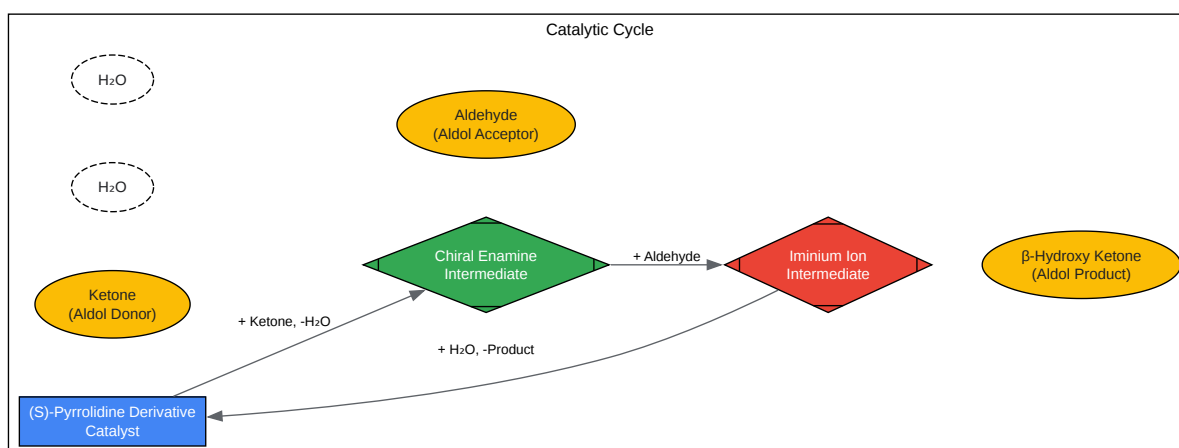 Catalytic Cycle
H₂O
Aldehyde
(Aldol Acceptor)
H₂O
Chiral Enamine
Intermediate
+ Aldehyde
Iminium Ion
Intermediate
β-Hydroxy Ketone
(Aldol Product)
Ketone
(Aldol Donor)
+ Ketone, -H₂O
+ H₂O, -Product
(S)-Pyrrolidine Derivative
Catalyst